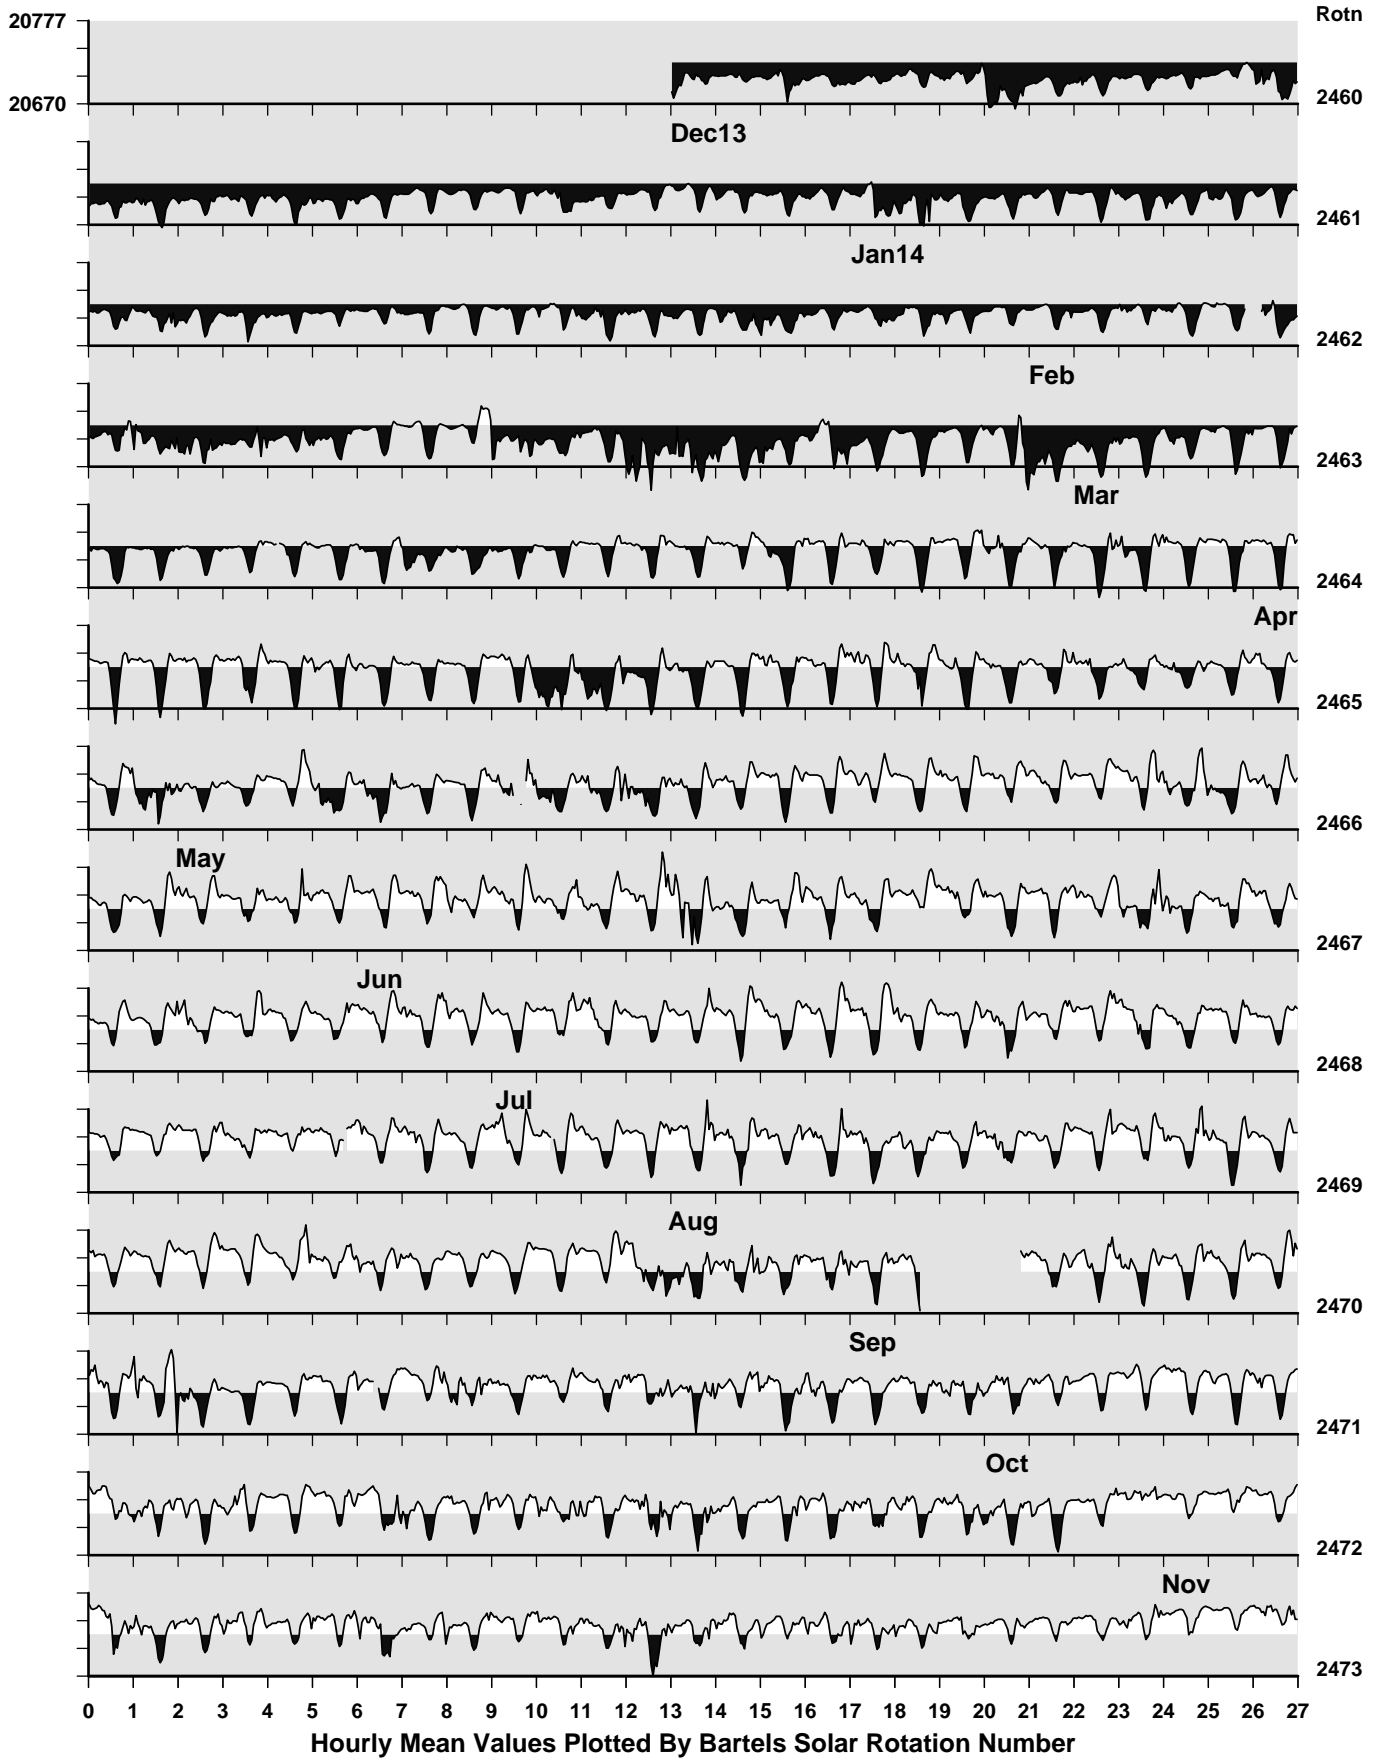 20777
Rotn
20670
2460
Dec13
2461
Jan14
2462
Feb
2463
Mar
2464
Apr
2465
2466
May
2467
Jun
2468
Jul
2469
Aug
2470
Sep
2471
Oct
2472
Nov
2473
0 1 2 3 4 5 6 7 8 9 10 11 12 13 14 15 16 17 18 19 20 21 22 23 24 25 26 27
Hourly Mean Values Plotted By Bartels Solar Rotation Number